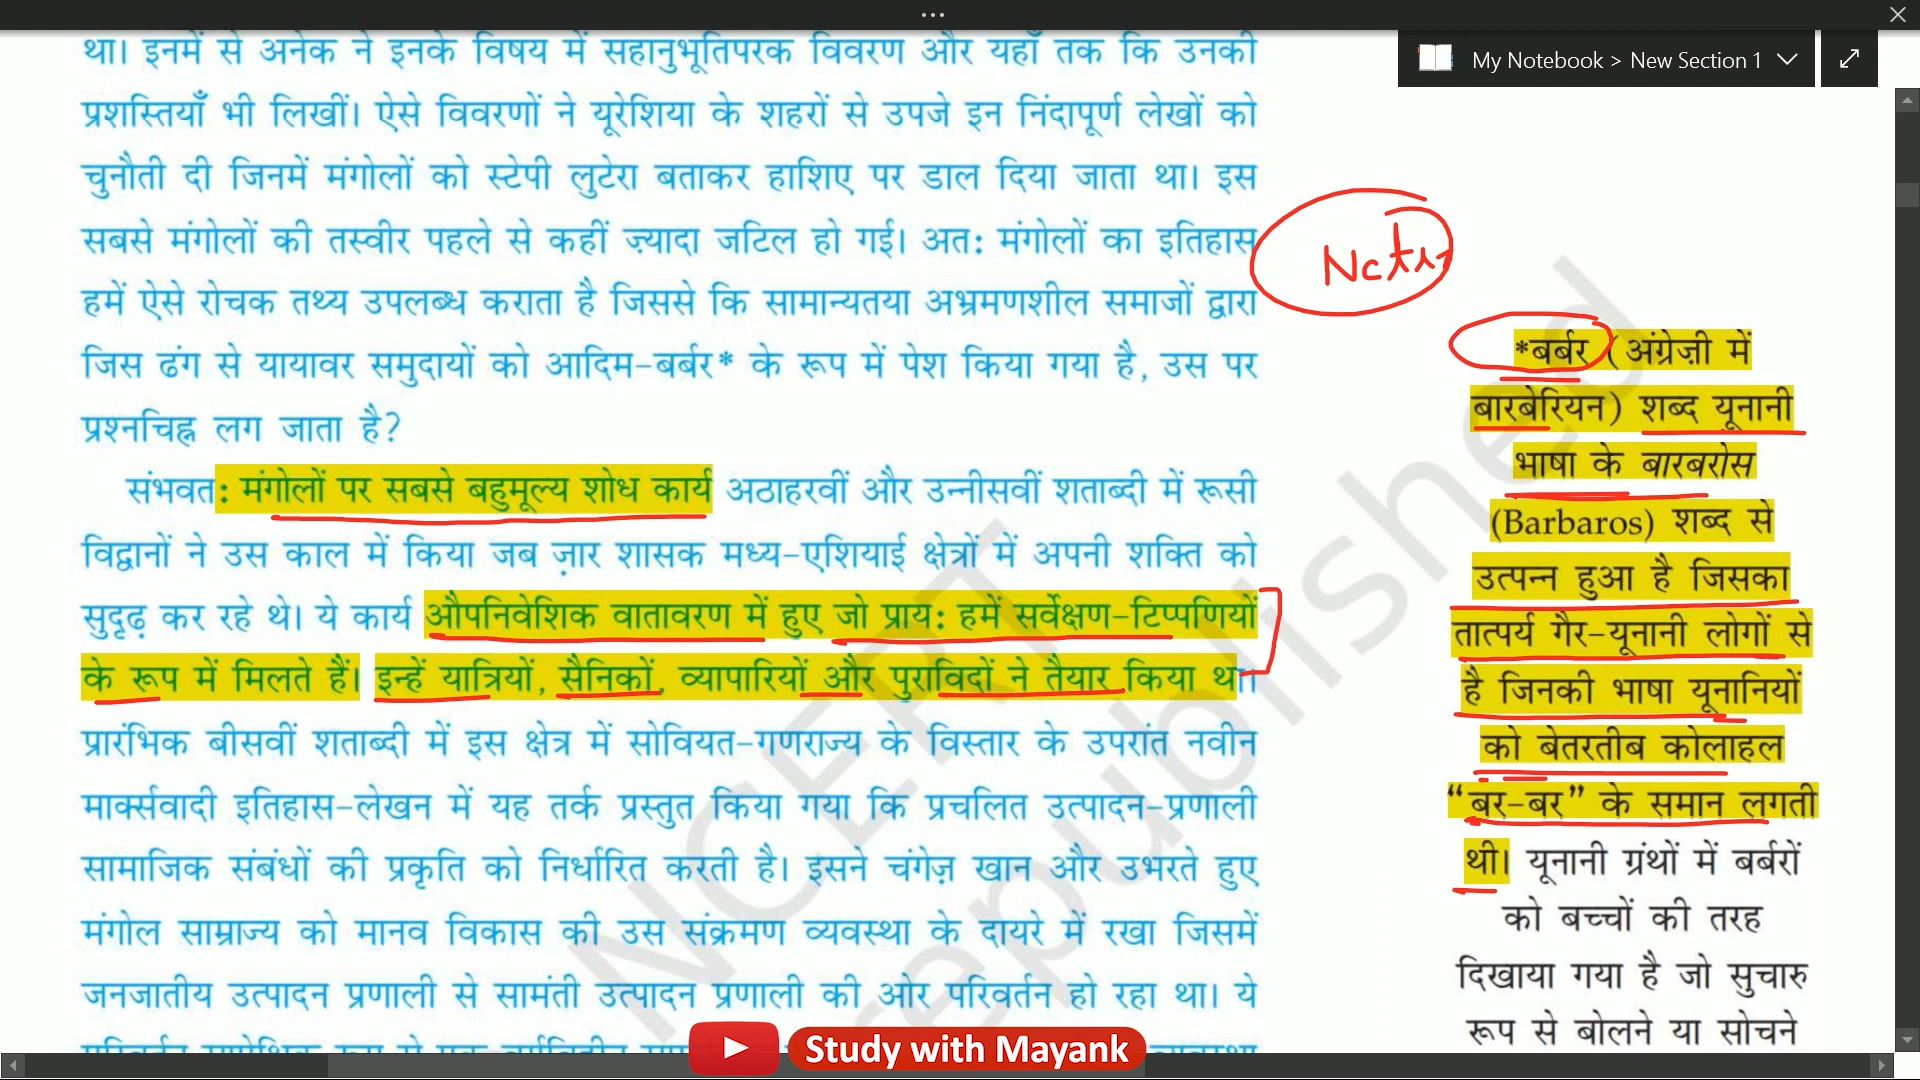 ...
My Notebook > New Section 1
था। इनमें से अनेक ने इनके विषय में सहानुभूतिपरक विवरण और यहाँ तक कि उनकी
प्रशस्तियाँ भी लिखीं। ऐसे विवरणों ने यूरेशिया के शहरों से उपजे इन निंदापूर्ण लेखों को
चुनौती दी जिनमें मंगोलों को स्टेपी लुटेरा बताकर हाशिए पर डाल दिया जाता था। इस
सबसे मंगोलों की तस्वीर पहले से कहीं ज़्यादा जटिल हो गई। अत: मंगोलों का इतिहास
हमें ऐसे रोचक तथ्य उपलब्ध कराता है जिससे कि सामान्यतया अभ्रमणशील समाजों द्वारा
जिस ढंग से यायावर समुदायों को आदिम-बर्बर* के रूप में पेश किया गया है, उस पर
प्रश्नचिह्न लग जाता है?
संभवत: मंगोलों पर सबसे बहुमूल्य शोध कार्य अठाहरवीं और उन्नीसवीं शताब्दी में रूसी
विद्वानों ने उस काल में किया जब ज़ार शासक मध्य-एशियाई क्षेत्रों में अपनी शक्ति को
सुदृढ़ कर रहे थे। ये कार्य औपनिवेशिक वातावरण में हुए जो प्राय: हमें सर्वेक्षण-टिप्पणियों
के रूप में मिलते हैं। इन्हें यात्रियों, सैनिकों, व्यापारियों और पुराविदों ने तैयार किया था।
प्रारंभिक बीसवीं शताब्दी में इस क्षेत्र में सोवियत-गणराज्य के विस्तार के उपरांत नवीन
मार्क्सवादी इतिहास-लेखन में यह तर्क प्रस्तुत किया गया कि प्रचलित उत्पादन-प्रणाली
सामाजिक संबंधों की प्रकृति को निर्धारित करती है। इसने चंगेज़ खान और उभरते हुए
मंगोल साम्राज्य को मानव विकास की उस संक्रमण व्यवस्था के दायरे में रखा जिसमें
जनजातीय उत्पादन प्रणाली से सामंती उत्पादन प्रणाली की ओर परिवर्तन हो रहा था। ये
*बर्बर (अंग्रेज़ी में
बारबेरियन) शब्द यूनानी
भाषा के बारबरोस
(Barbaros) शब्द से
उत्पन्न हुआ है जिसका
तात्पर्य गैर-यूनानी लोगों से
है जिनकी भाषा यूनानियों
को बेतरतीब कोलाहल
“बर-बर” के समान लगती
थी। यूनानी ग्रंथों में बर्बरों
को बच्चों की तरह
दिखाया गया है जो सुचारु
रूप से बोलने या सोचने
NCERT
republished
Study with Mayank